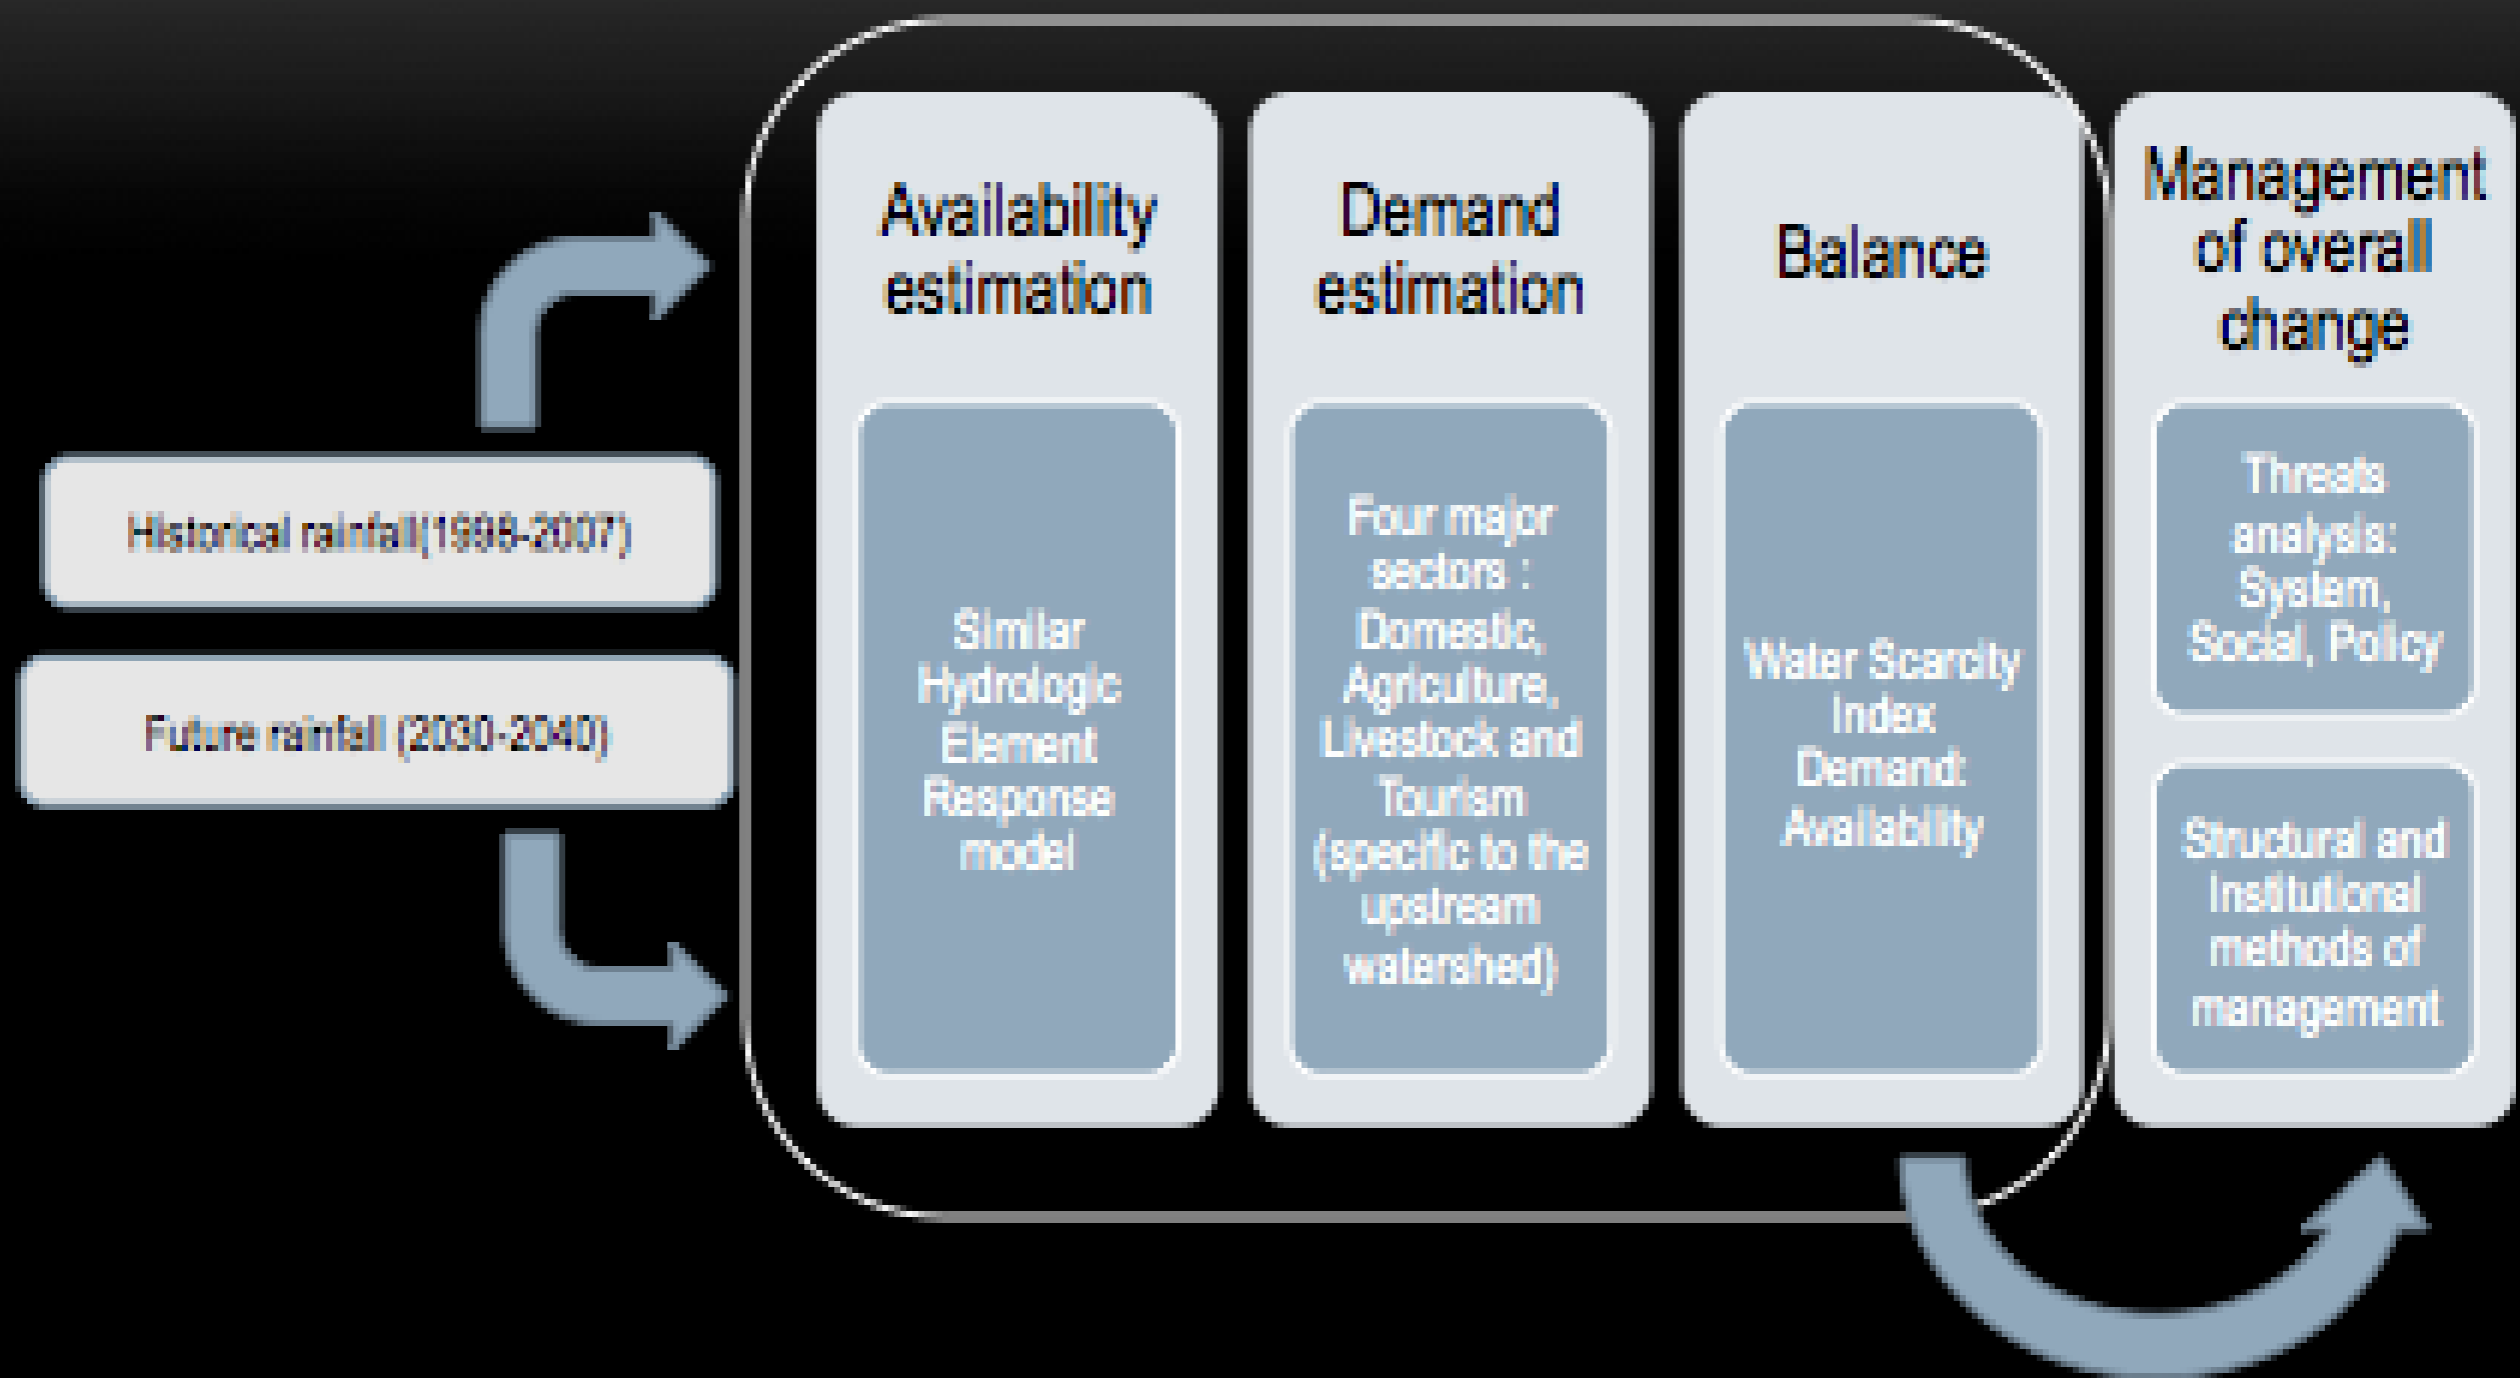 Historical rainfall(1998-2007)
Future rainfall (2030-2040)
Availability
estimation
Similar
Hydrologic
Element
Response
model
Demand
estimation
Four major
sectors :
Domestic,
Agriculture,
Livestock and
Tourism
(specific to the
upstream
watershed)
Balance
Water Scarcity
Index
Demand:
Availability
Management
of overall
change
Threats
analysis:
System,
Social, Policy
Structural and
Institutional
methods of
management